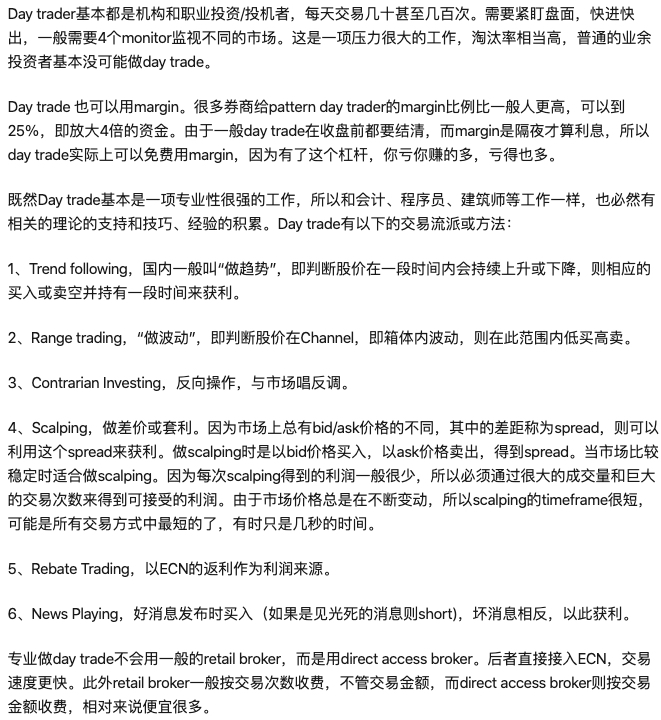 Day trader基本都是机构和职业投资/投机者，每天交易几十甚至几百次。需要紧盯盘面，快进快
出，一般需要4个monitor监视不同的市场。这是一项压力很大的工作，淘汰率相当高，普通的业余
投资者基本没可能做day trade。
Day trade 也可以用margin。很多券商给pattern day trader的margin比例比一般人更高，可以到
25%，即放大4倍的资金。由于一般day trade在收盘前都要结清，而margin是隔夜才算利息，所以
day trade实际上可以免费用margin，因为有了这个杠杆，你亏你赚的多，亏得也多。
既然Day trade基本是一项专业性很强的工作，所以和会计、程序员、建筑师等工作一样，也必然有
相关的理论的支持和技巧、经验的积累。Day trade有以下的交易流派或方法：
1、Trend following，国内一般叫“做趋势”，即判断股价在一段时间内会持续上升或下降，则相应的
买入或卖空并持有一段时间来获利。
2、Range trading，“做波动”，即判断股价在Channel，即箱体内波动，则在此范围内低买高卖。
3、Contrarian Investing，反向操作，与市场唱反调。
4、Scalping，做差价或套利。因为市场上总有bid/ask价格的不同，其中的差距称为spread，则可以
利用这个spread来获利。做scalping时是以bid价格买入，以ask价格卖出，得到spread。当市场比较
稳定时适合做scalping。因为每次scalping得到的利润一般很少，所以必须通过很大的成交量和巨大
的交易次数来得到可接受的利润。由于市场价格总是在不断变动，所以scalping的timeframe很短，
可能是所有交易方式中最短的了，有时只是几秒的时间。
5、Rebate Trading，以ECN的返利作为利润来源。
6、News Playing，好消息发布时买入（如果是见光死的消息则short)，坏消息相反，以此获利。
专业做day trade不会用一般的retail broker，而是用direct access broker。后者直接接入ECN，交易
速度更快。此外retail broker一般按交易次数收费，不管交易金额，而direct access broker则按交易
金额收费，相对来说便宜很多。